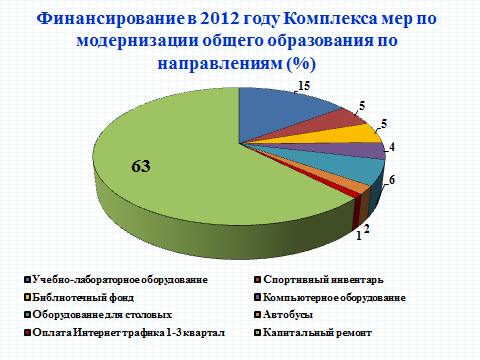 Финансирование в 2012 году Комплекса мер по
модернизации общего образования по
направлениям (%)
15
5
5
4
6
2
1
63
Учебно-лабораторное оборудование
Спортивный инвентарь
Библиотечный фонд
Компьютерное оборудование
Оборудование для столовых
Автобусы
Оплата Интернет трафика 1-3 квартал
Капитальный ремонт